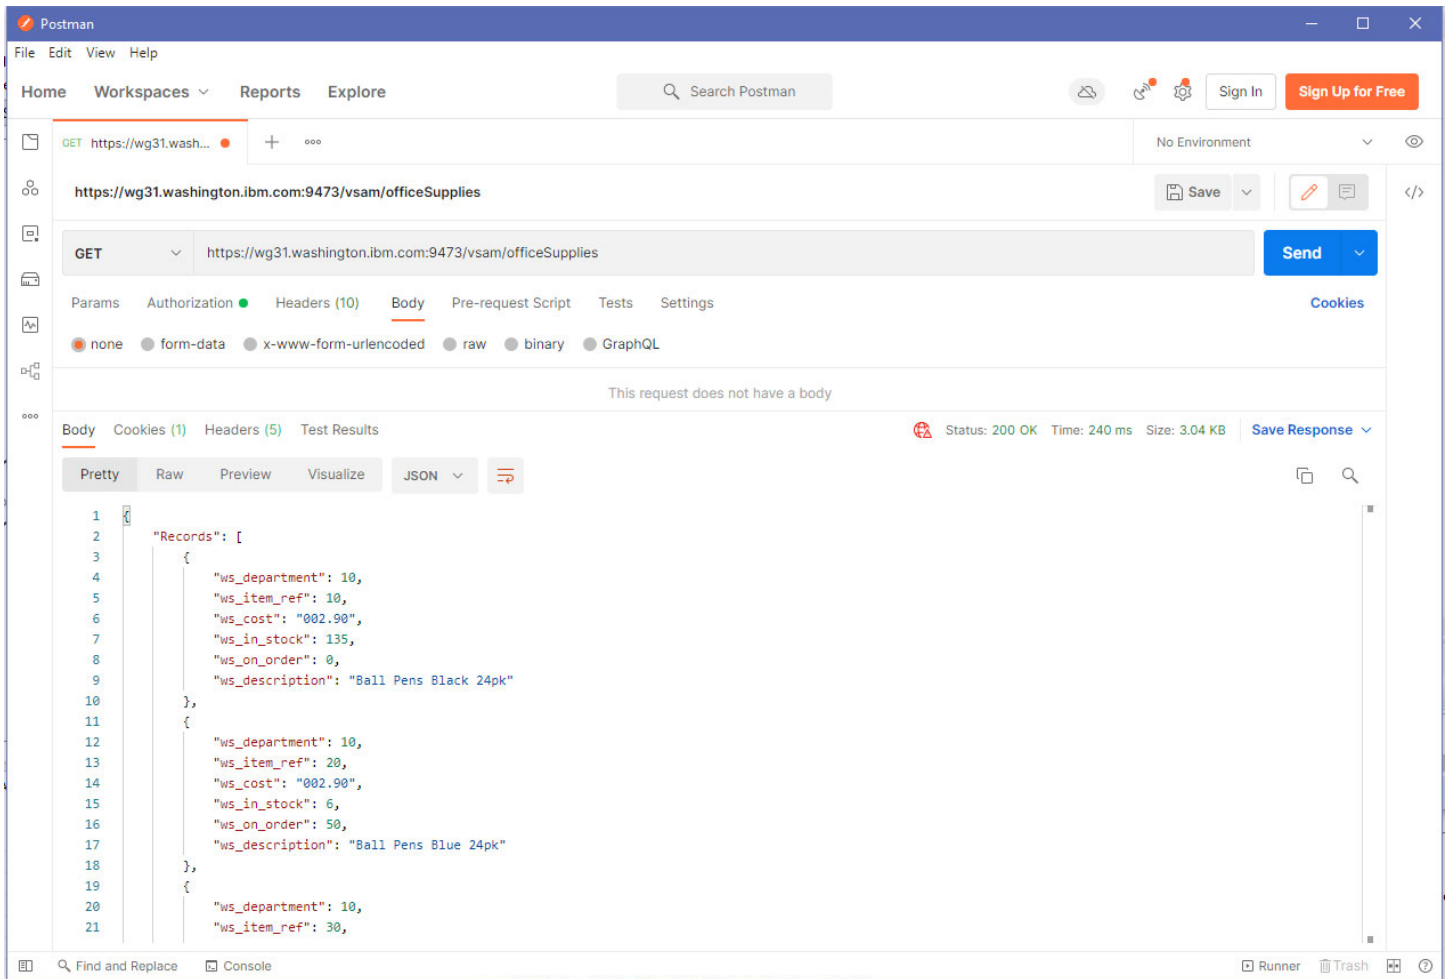 Postman
File Edit View Help
Home Workspaces Reports Explore Search Postman Sign In Sign Up for Free
GET https://wg31.wash... No Environment
https://wg31.washington.ibm.com:9473/vsam/officeSupplies Save
GET https://wg31.washington.ibm.com:9473/vsam/officeSupplies Send
Params Authorization Headers (10) Body Pre-request Script Tests Settings Cookies
none form-data x-www-form-urlencoded raw binary GraphQL
This request does not have a body
Body Cookies (1) Headers (5) Test Results Status: 200 OK Time: 240 ms Size: 3.04 KB Save Response
Pretty Raw Preview Visualize JSON
1 {
2 "Records": [
3 {
4 "ws_department": 10,
5 "ws_item_ref": 10,
6 "ws_cost": "002.90",
7 "ws_in_stock": 135,
8 "ws_on_order": 0,
9 "ws_description": "Ball Pens Black 24pk"
10 },
11 {
12 "ws_department": 10,
13 "ws_item_ref": 20,
14 "ws_cost": "002.90",
15 "ws_in_stock": 6,
16 "ws_on_order": 50,
17 "ws_description": "Ball Pens Blue 24pk"
18 },
19 {
20 "ws_department": 10,
21 "ws_item_ref": 30,
Find and Replace Console Runner Trash